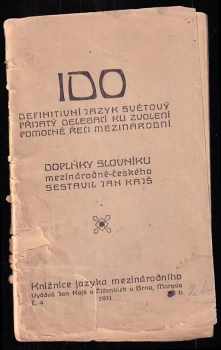 IDO
DEFINITIVNÍ JAZYK SVĚTOVÝ
PŘIJATÝ DELEGACÍ KU ZVOLENÍ
POMOCNÉ ŘEČI MEZINÁRODNÍ
DOPLŇKY SLOVNÍKU
mezinárodně-českého
SESTAVIL JAN KAJŠ
Knižnice jazyka mezinárodního
Vydává Jan Kajš v Židenicích u Brna, Morava
Č. 4 1911